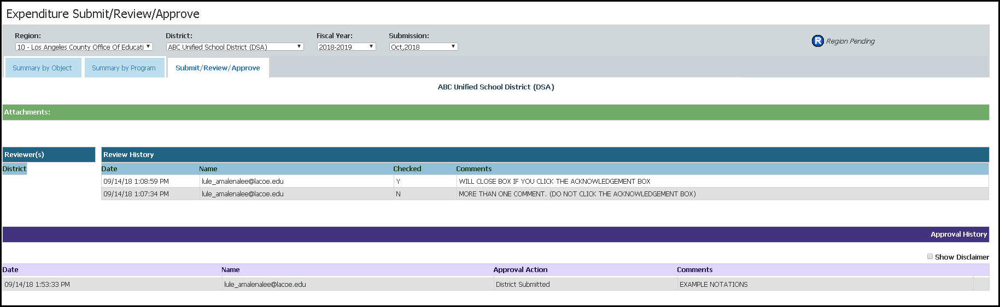 Expenditure Submit/Review/Approve
Region: District: Fiscal Year: Submission:
10 - Los Angeles County Office Of Educati ABC Unified School District (DSA) 2018-2019 Oct,2018
R Region Pending
Summary by Object Summary by Program Submit/Review/Approve
ABC Unified School District (DSA)
Attachments:
Reviewer(s) Review History
District Date Name Checked Comments
09/14/18 1:08:59 PM lule_amalenalee@lacoe.edu Y WILL CLOSE BOX IF YOU CLICK THE ACKNOWLEDGEMENT BOX
09/14/18 1:07:34 PM lule_amalenalee@lacoe.edu N MORE THAN ONE COMMENT. (DO NOT CLICK THE ACKNOWLEDGEMENT BOX)
Approval History
Show Disclaimer
Date Name Approval Action Comments
09/14/18 1:53:33 PM lule_amalenalee@lacoe.edu District Submitted EXAMPLE NOTATIONS